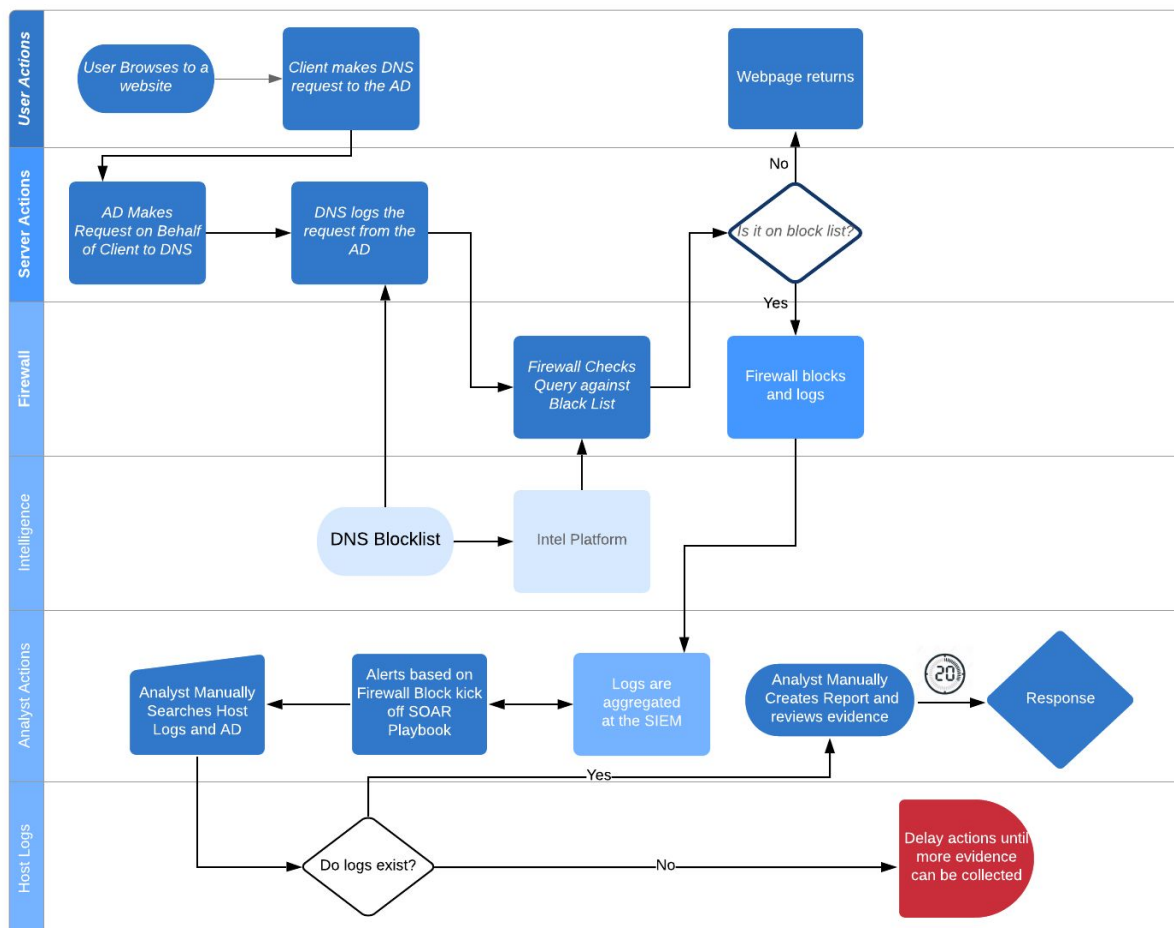 User Actions
User Browses to a
website
Client makes DNS
request to the AD
Webpage returns
No
Server Actions
AD Makes
Request on Behalf
of Client to DNS
DNS logs the
request from the
AD
Is it on block list?
Yes
Firewall
Firewall Checks
Query against
Black List
Firewall blocks
and logs
Intelligence
DNS Blocklist
Intel Platform
Analyst Actions
Analyst Manually
Searches Host
Logs and AD
Alerts based on
Firewall Block kick
off SOAR
Playbook
Logs are
aggregated
at the SIEM
Analyst Manually
Creates Report and
reviews evidence
20
Response
Yes
Host Logs
Do logs exist?
No
Delay actions until
more evidence
can be collected